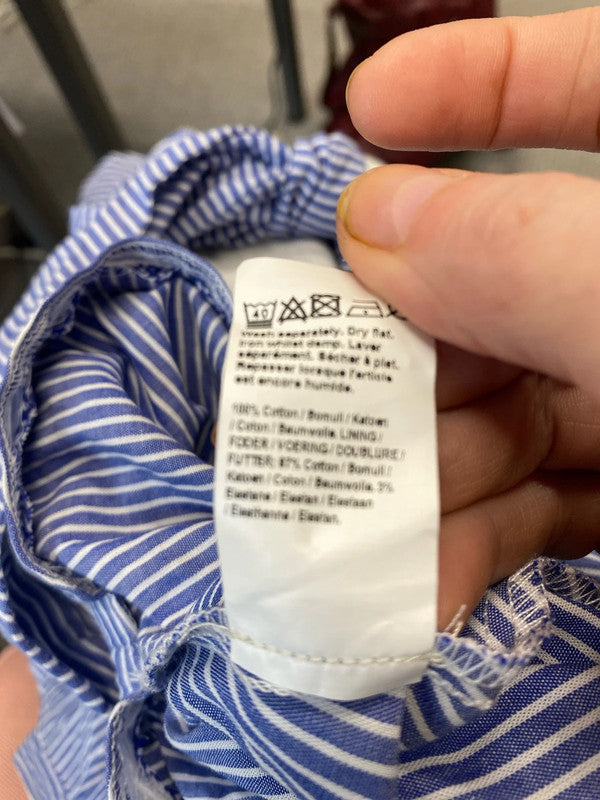 40
Wash separately. Dry flat.
Iron whilst damp. Laver
séparément. Sécher à plat.
Repasser lorsque l'article
est encore humide.
100% Cotton / Bomull / Katoen
/ Coton / Baumwolle. LINING /
FODER / VOERING / DOUBLURE /
FUTTER: 97% Cotton / Bomull /
Katoen / Coton / Baumwolle. 3%
Elastane / Elastan / Elastaan
/ Elasthanne / Elastan.